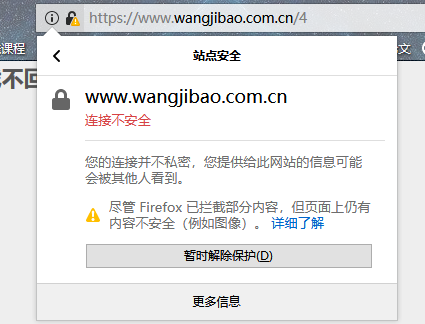 https://www.wangjibao.com.cn/4
课程
文
站点安全
不回
www.wangjibao.com.cn
连接不安全
您的连接并不私密，您提供给此网站的信息可能
会被其他人看到。
尽管 Firefox 已拦截部分内容，但页面上仍有
内容不安全（例如图像）。 详细了解
暂时解除保护(D)
更多信息